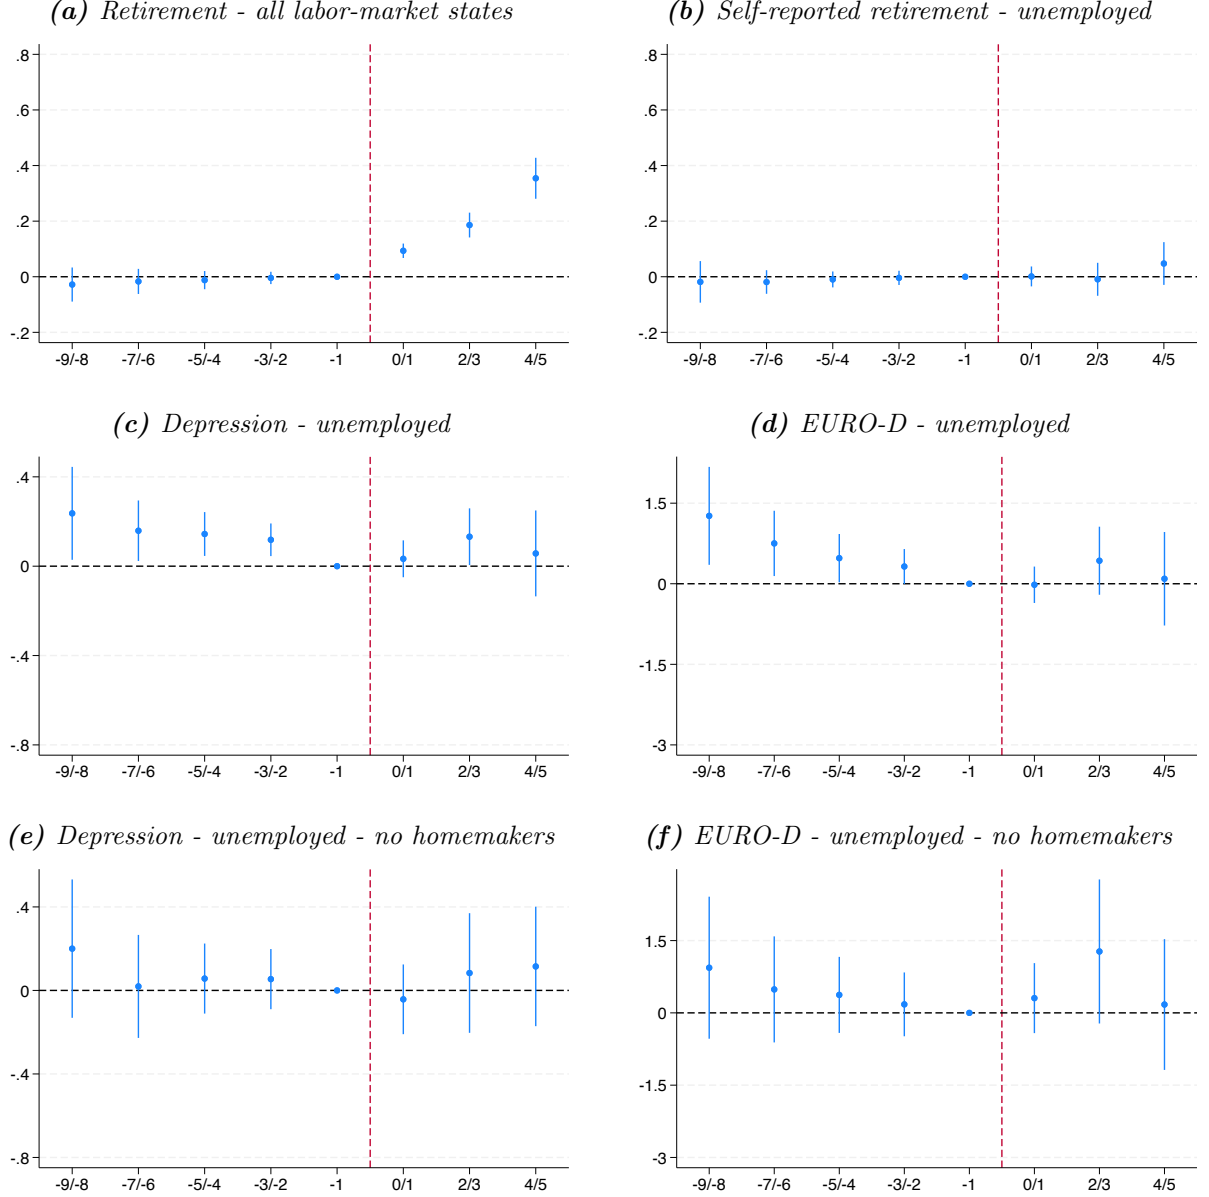 (a) Retirement - all labor-market states
.8
.6
.4
.2
0
-.2
-9/-8 -7/-6 -5/-4 -3/-2 -1 0/1 2/3 4/5
(b) Self-reported retirement - unemployed
.8
.6
.4
.2
0
-.2
-9/-8 -7/-6 -5/-4 -3/-2 -1 0/1 2/3 4/5
(c) Depression - unemployed
.4
0
-.4
-.8
-9/-8 -7/-6 -5/-4 -3/-2 -1 0/1 2/3 4/5
(d) EURO-D - unemployed
1.5
0
-1.5
-3
-9/-8 -7/-6 -5/-4 -3/-2 -1 0/1 2/3 4/5
(e) Depression - unemployed - no homemakers
.4
0
-.4
-.8
-9/-8 -7/-6 -5/-4 -3/-2 -1 0/1 2/3 4/5
(f) EURO-D - unemployed - no homemakers
1.5
0
-1.5
-3
-9/-8 -7/-6 -5/-4 -3/-2 -1 0/1 2/3 4/5